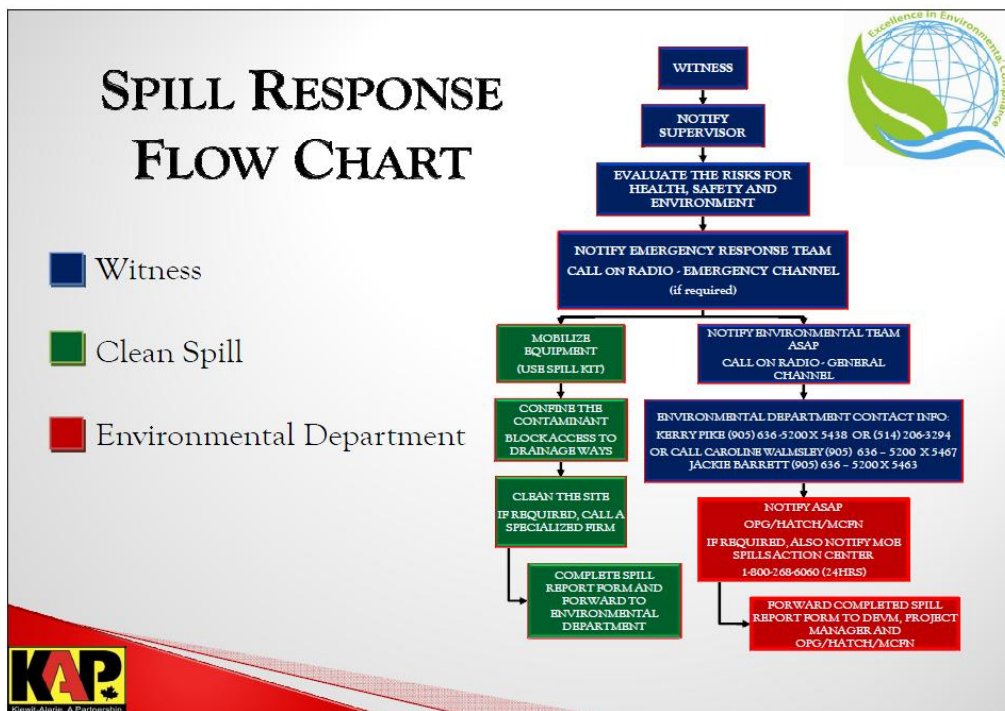 SPILL RESPONSE
FLOW CHART
Witness
Clean Spill
Environmental Department
Excellence in Environmental Compliance
WITNESS
NOTIFY
SUPERVISOR
EVALUATE THE RISKS FOR
HEALTH, SAFETY AND
ENVIRONMENT
NOTIFY EMERGENCY RESPONSE TEAM
CALL ON RADIO - EMERGENCY CHANNEL
(if required)
MOBILIZE
EQUIPMENT
(USE SPILL KIT)
CONFINE THE
CONTAMINANT
BLOCK ACCESS TO
DRAINAGE WAYS
CLEAN THE SITE
IF REQUIRED, CALL A
SPECIALIZED FIRM
COMPLETE SPILL
REPORT FORM AND
FORWARD TO
ENVIRONMENTAL
DEPARTMENT
NOTIFY ENVIRONMENTAL TEAM
ASAP
CALL ON RADIO - GENERAL
CHANNEL
ENVIRONMENTAL DEPARTMENT CONTACT INFO:
KERRY PIKE (905) 636-5200 X 5438 OR (514) 206-3294
OR CALL CAROLINE WALMSLEY (905) 636 – 5200 X 5467
JACKIE BARRETT (905) 636 – 5200 X 5463
NOTIFY ASAP
OPG/HATCH/MCFN
IF REQUIRED, ALSO NOTIFY MOE
SPILLS ACTION CENTER
1-800-268-6060 (24HRS)
FORWARD COMPLETED SPILL
REPORT FORM TO DEVM, PROJECT
MANAGER AND
OPG/HATCH/MCFN
KAP
Kiewit-Alarie, A Partnership